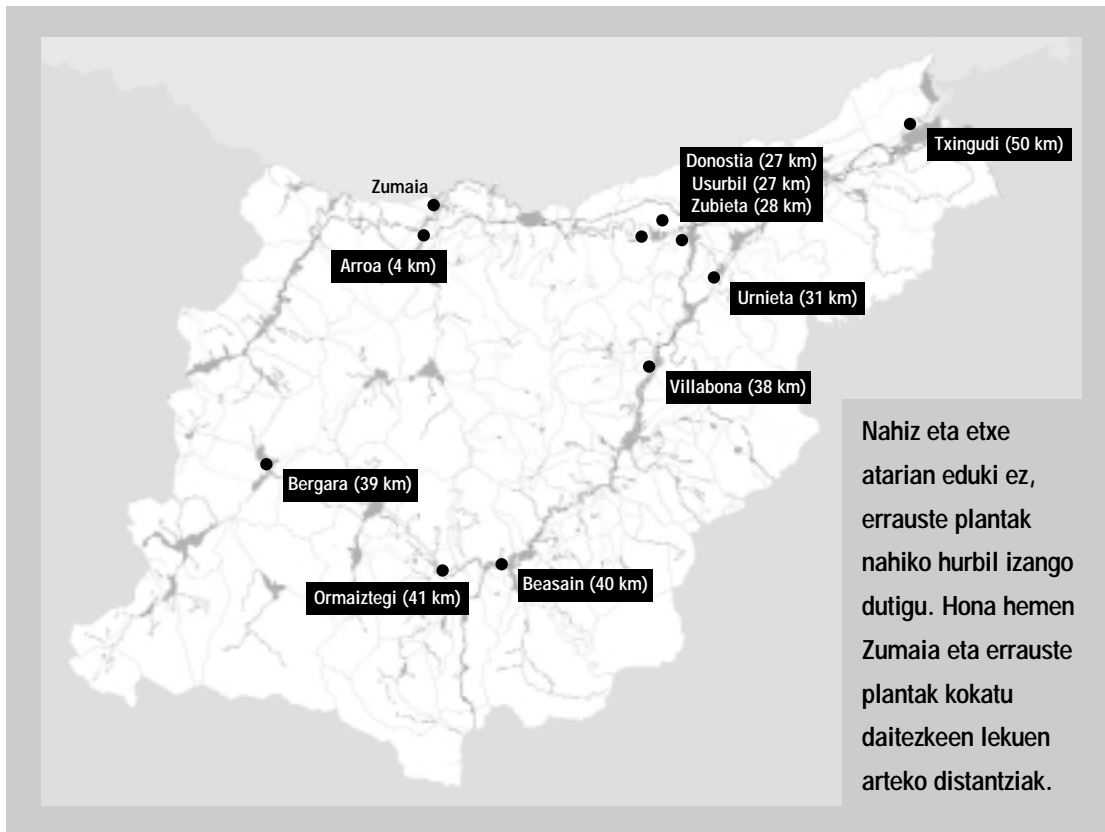 Txingudi (50 km)
Donostia (27 km)
Usurbil (27 km)
Zubieta (28 km)
Zumaia
Arroa (4 km)
Urnieta (31 km)
Villabona (38 km)
Bergara (39 km)
Ormaiztegi (41 km)
Beasain (40 km)
Nahiz eta etxe
atarian eduki ez,
errauste plantak
nahiko hurbil izango
dutigu. Hona hemen
Zumaia eta errauste
plantak kokatu
daitezkeen lekuen
arteko distantziak.